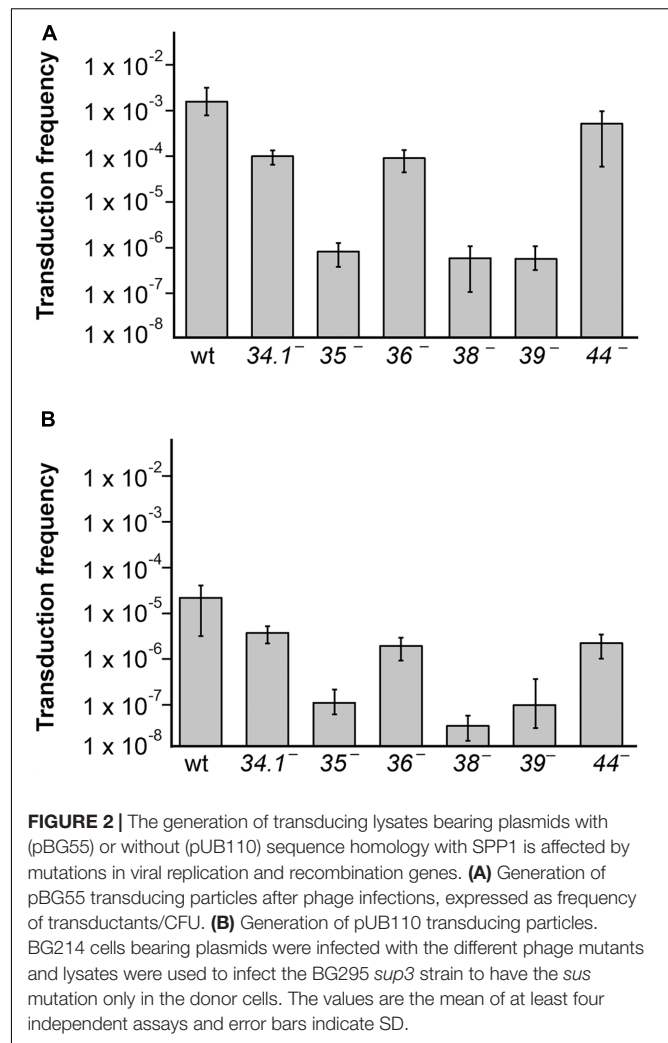 A
Transduction frequency
1 x 10⁻²
1 x 10⁻³
1 x 10⁻⁴
1 x 10⁻⁵
1 x 10⁻⁶
1 x 10⁻⁷
1 x 10⁻⁸
wt 34.1⁻ 35⁻ 36⁻ 38⁻ 39⁻ 44⁻
B
Transduction frequency
1 x 10⁻²
1 x 10⁻³
1 x 10⁻⁴
1 x 10⁻⁵
1 x 10⁻⁶
1 x 10⁻⁷
1 x 10⁻⁸
wt 34.1⁻ 35⁻ 36⁻ 38⁻ 39⁻ 44⁻
FIGURE 2 | The generation of transducing lysates bearing plasmids with
(pBG55) or without (pUB110) sequence homology with SPP1 is affected by
mutations in viral replication and recombination genes. (A) Generation of
pBG55 transducing particles after phage infections, expressed as frequency
of transductants/CFU. (B) Generation of pUB110 transducing particles.
BG214 cells bearing plasmids were infected with the different phage mutants
and lysates were used to infect the BG295 sup3 strain to have the sus
mutation only in the donor cells. The values are the mean of at least four
independent assays and error bars indicate SD.